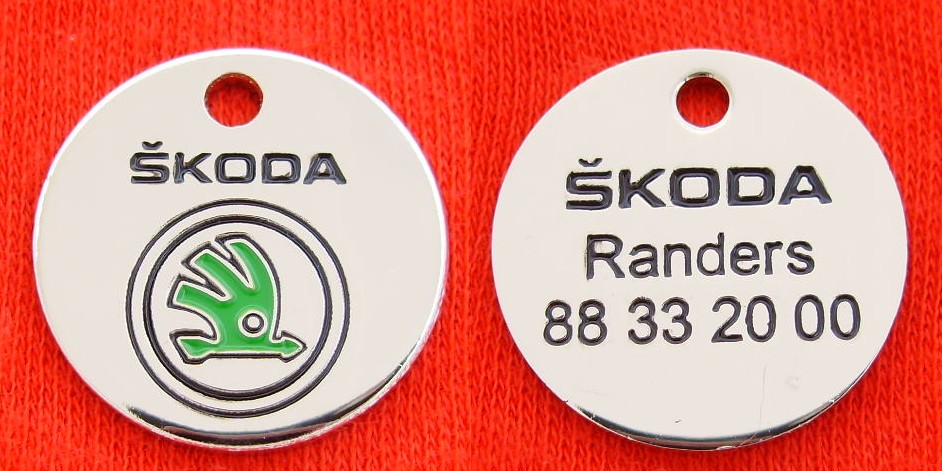 ŠKODA
ŠKODA
Randers
88 33 20 00